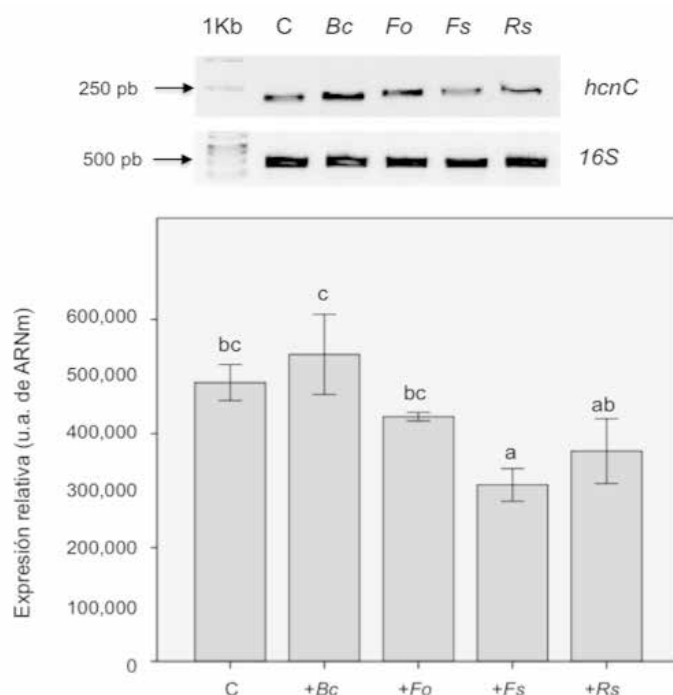 1Kb C Bc Fo Fs Rs
250 pb hcnC
500 pb 16S
Expresión relativa (u.a. de ARNm)
600,000
500,000
400,000
300,000
200,000
100,000
0
bc
c
bc
a
ab
C +Bc +Fo +Fs +Rs